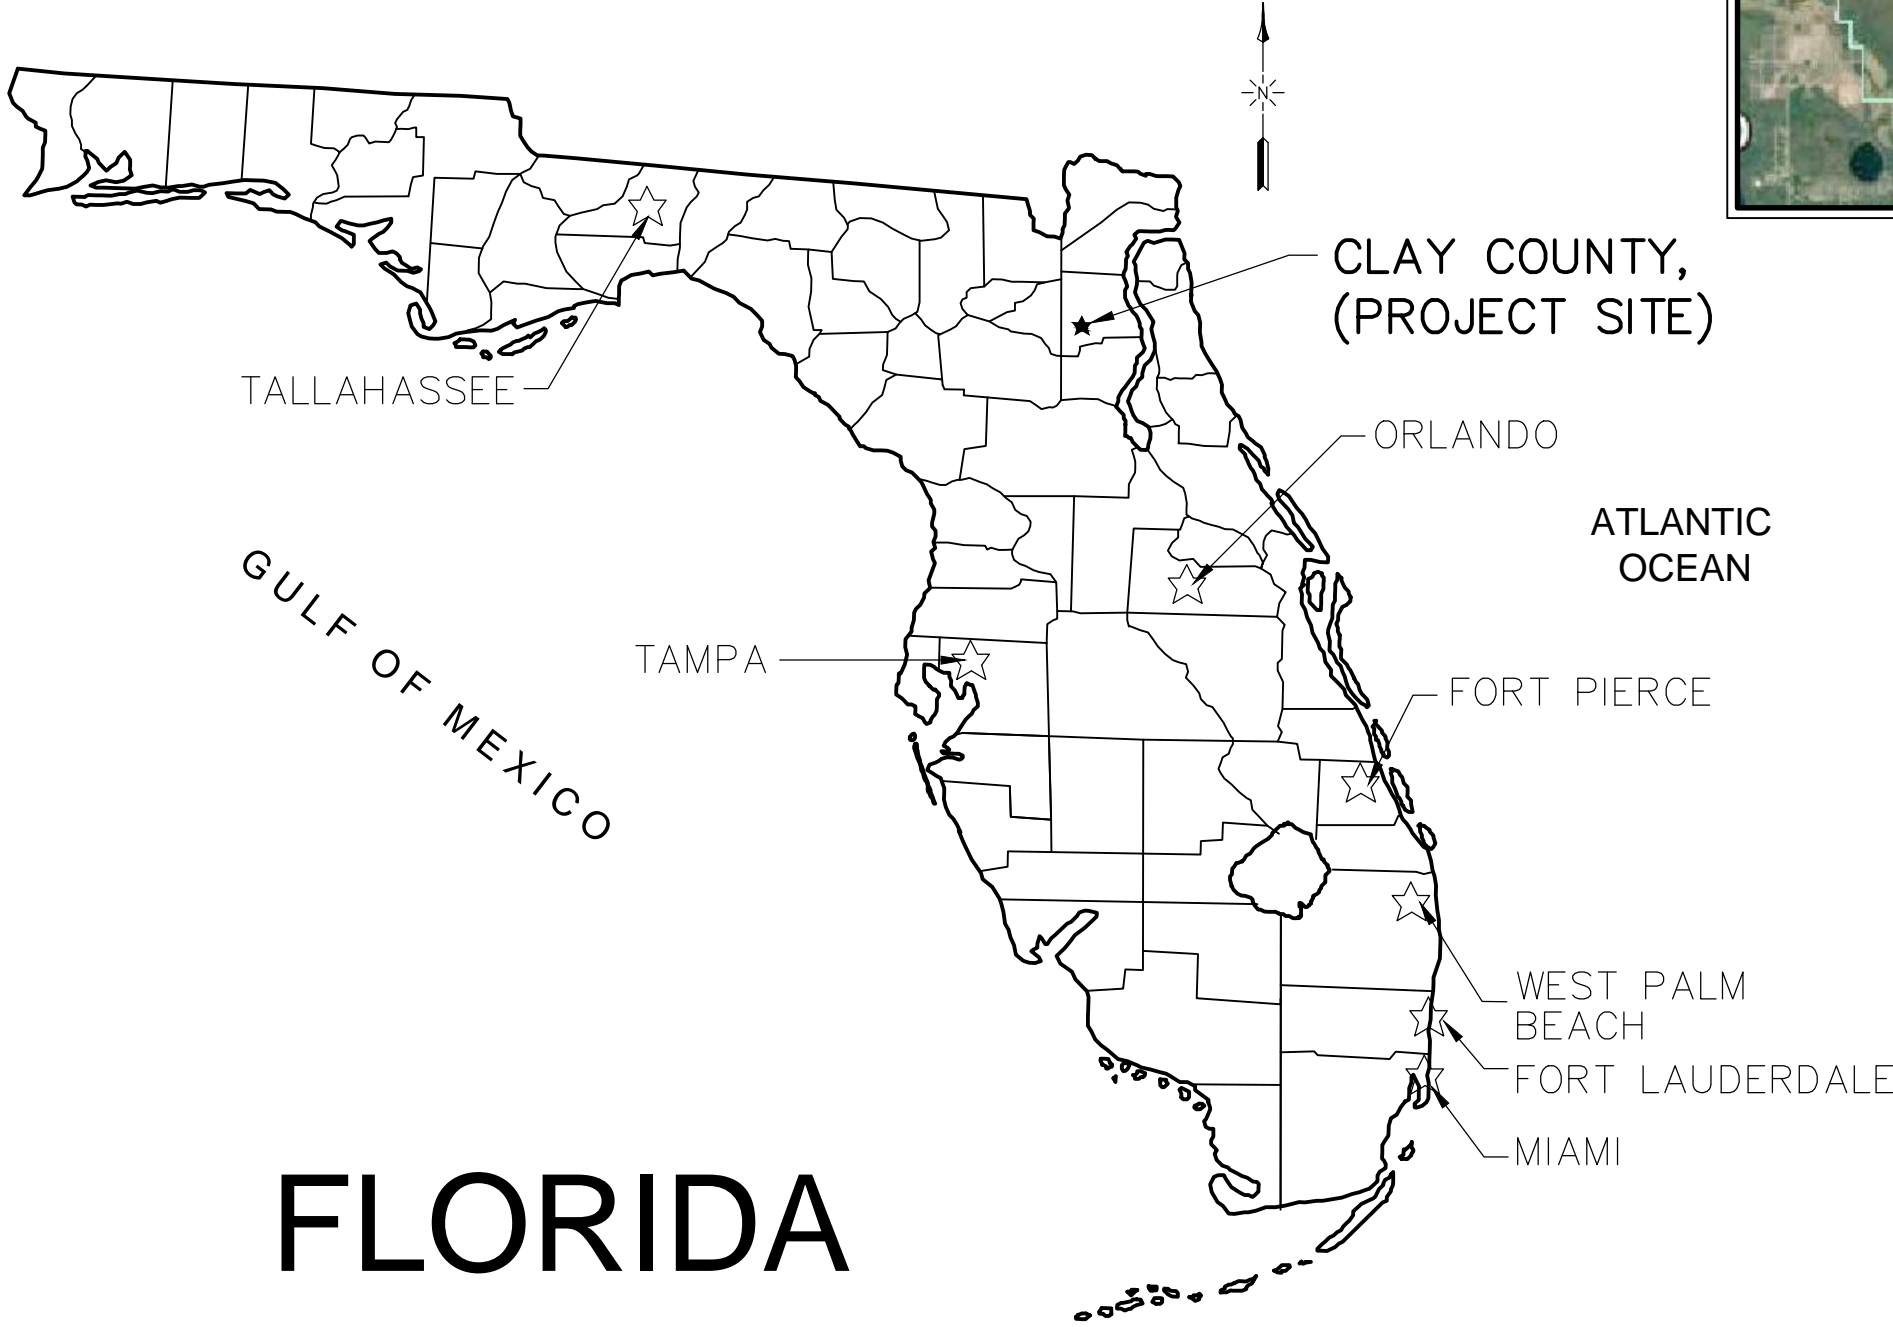 N
CLAY COUNTY,
(PROJECT SITE)
TALLAHASSEE
ORLANDO
ATLANTIC
OCEAN
GULF OF MEXICO
TAMPA
FORT PIERCE
WEST PALM
BEACH
FORT LAUDERDALE
MIAMI
FLORIDA